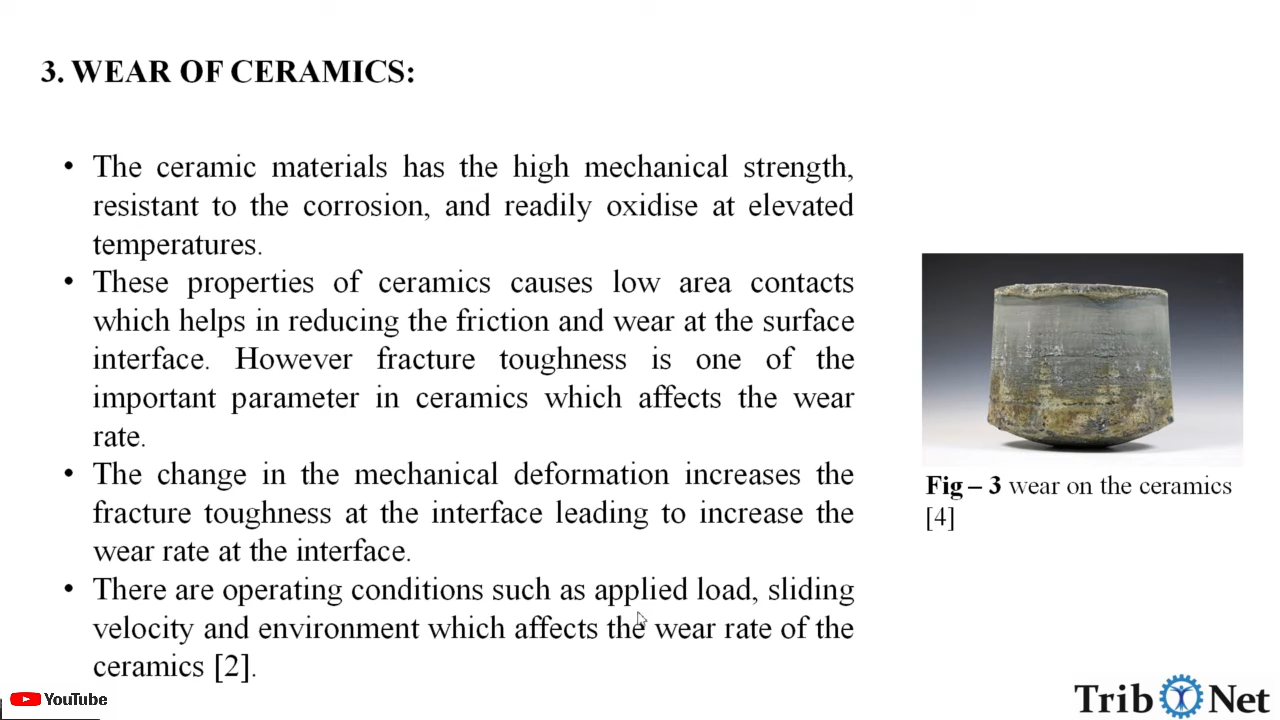 3. WEAR OF CERAMICS:
• The ceramic materials has the high mechanical strength,
resistant to the corrosion, and readily oxidise at elevated
temperatures.
• These properties of ceramics causes low area contacts
which helps in reducing the friction and wear at the surface
interface. However fracture toughness is one of the
important parameter in ceramics which affects the wear
rate.
• The change in the mechanical deformation increases the
fracture toughness at the interface leading to increase the
wear rate at the interface.
• There are operating conditions such as applied load, sliding
velocity and environment which affects the wear rate of the
ceramics [2].
Fig – 3 wear on the ceramics
[4]
YouTube
Trib Net